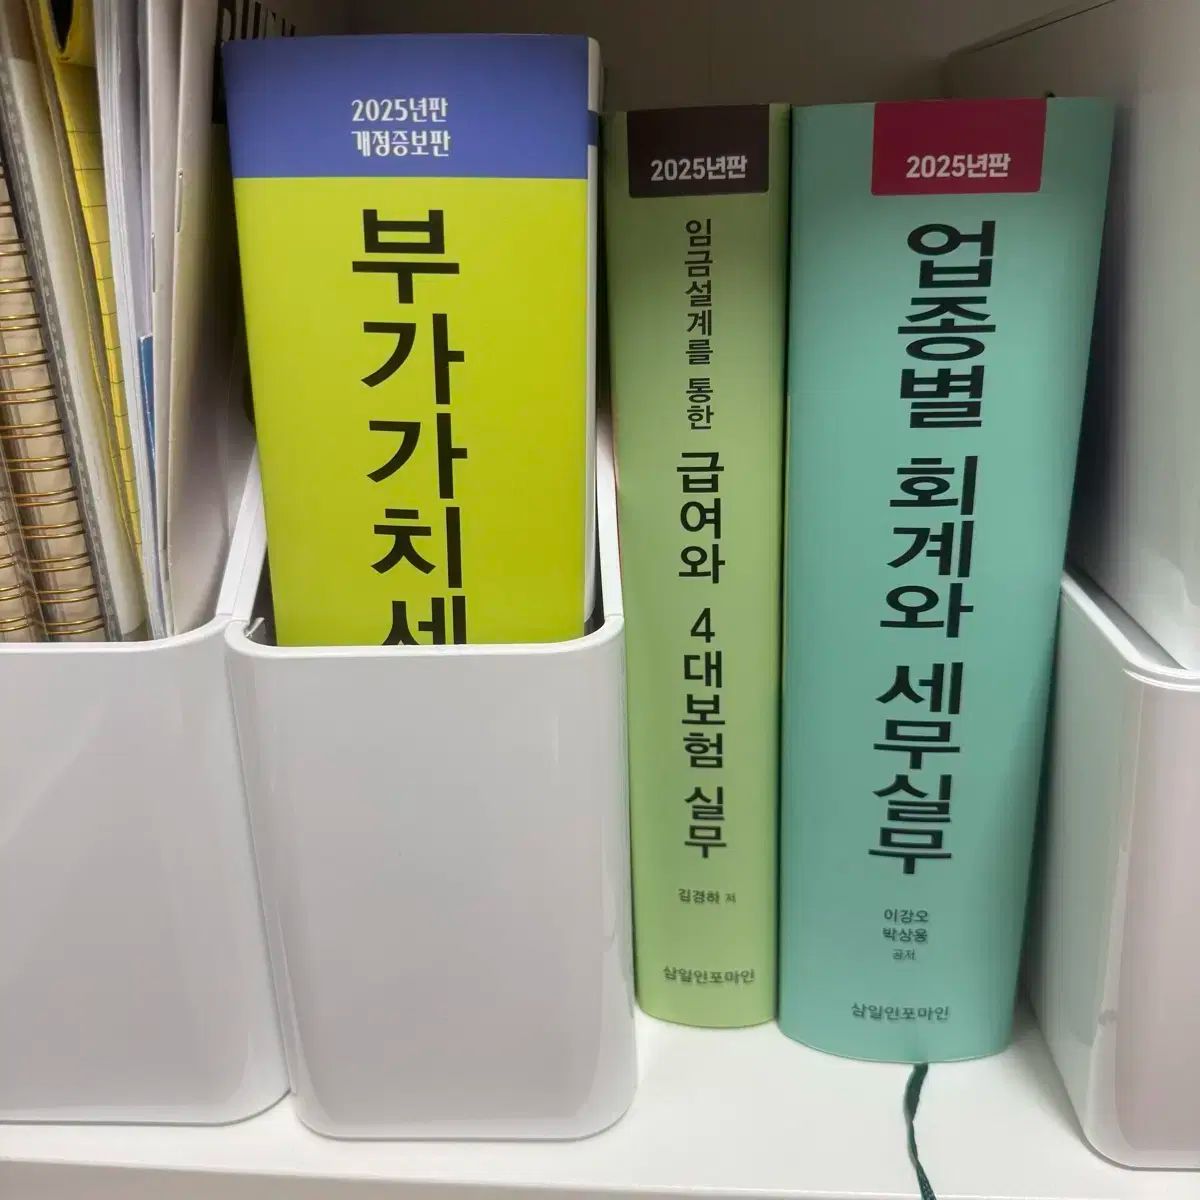 2025년판
개정증보판
부가가치세
2025년판
임금설계를 통한
급여와 4대보험 실무
김경하 저
삼일인포마인
2025년판
업종별 회계와 세무실무
이강오
박상용
공저
삼일인포마인